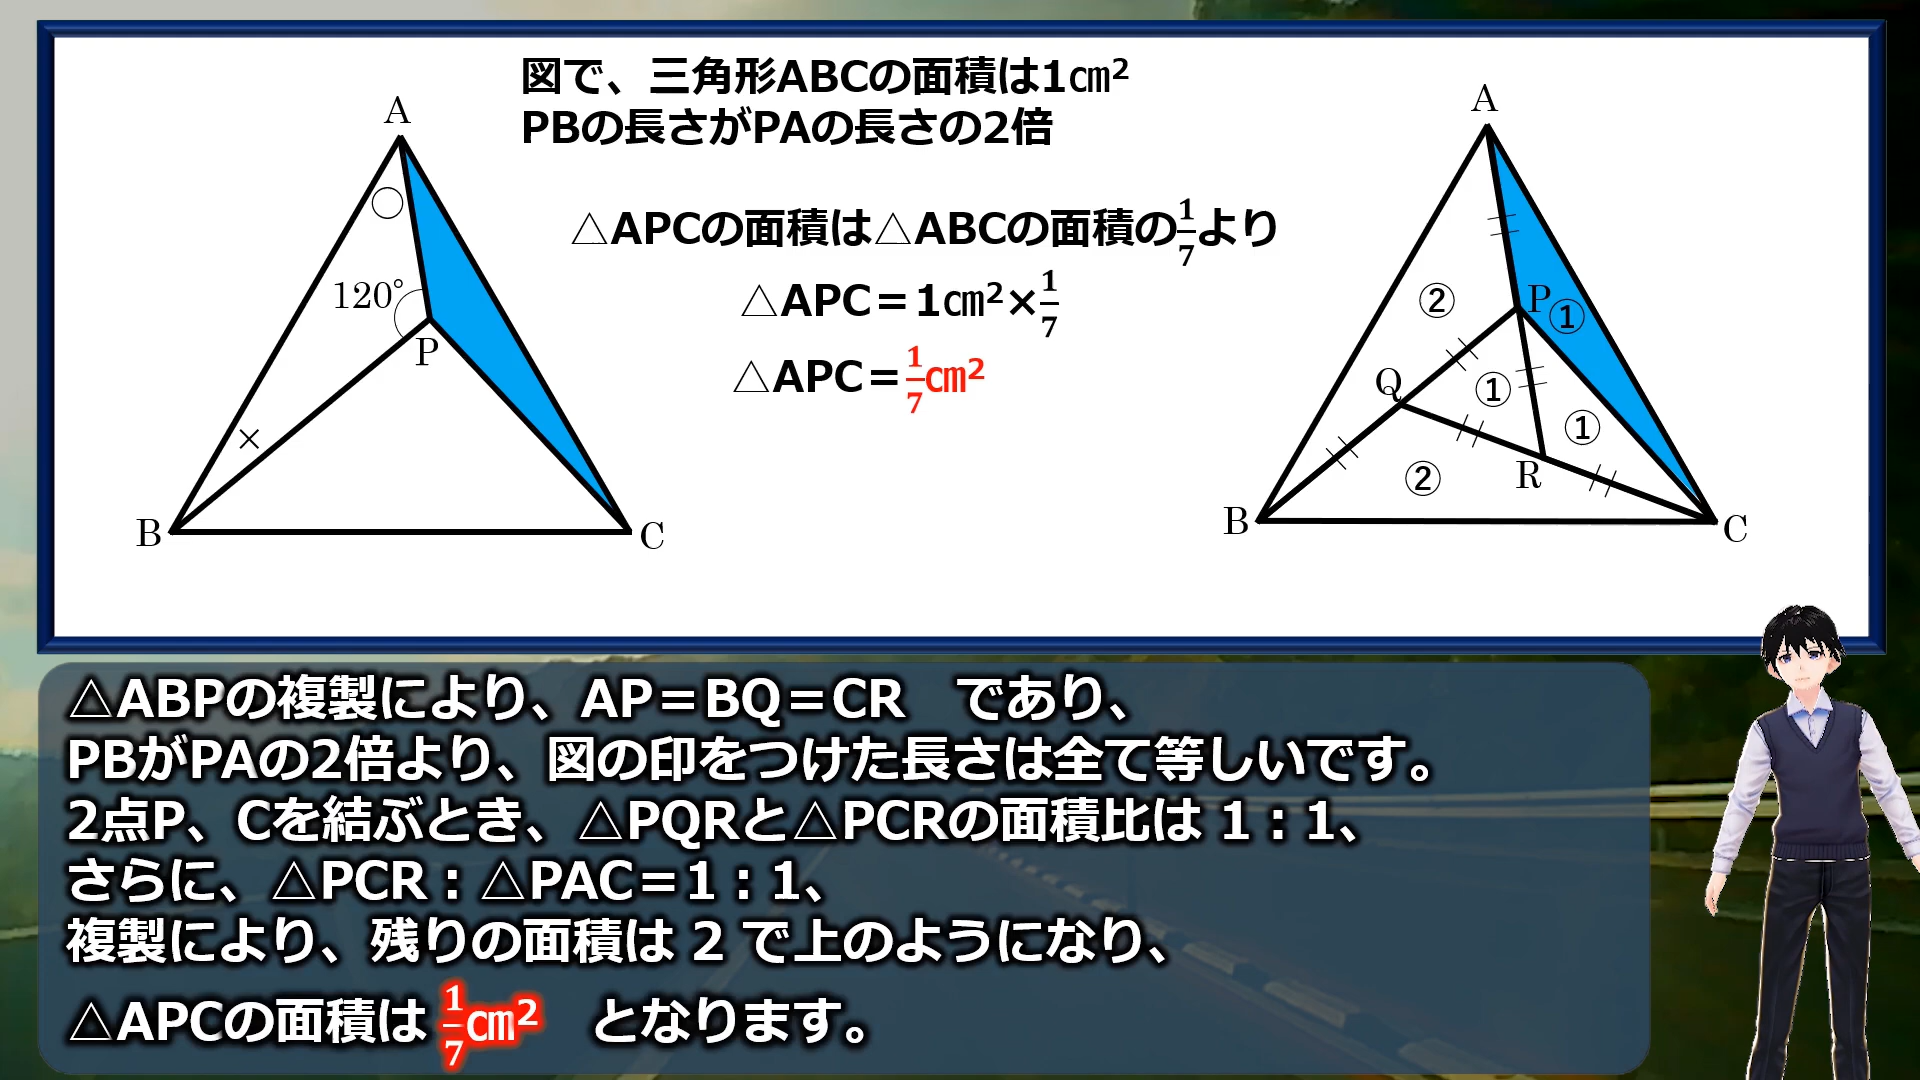 図で、三角形ABCの面積は1㎝²
PBの長さがPAの長さの2倍
△APCの面積は△ABCの面積の1/7より
△APC＝1㎝²×1/7
△APC＝1/7㎝²
A
○
120°
P
×
B
C
A
P
①
②
Q
①
①
②
R
B
C
△ABPの複製により、AP＝BQ＝CR　であり、
PBがPAの2倍より、図の印をつけた長さは全て等しいです。
2点P、Cを結ぶとき、△PQRと△PCRの面積比は 1：1、
さらに、△PCR：△PAC＝1：1、
複製により、残りの面積は 2 で上のようになり、
△APCの面積は 1/7㎝²　となります。